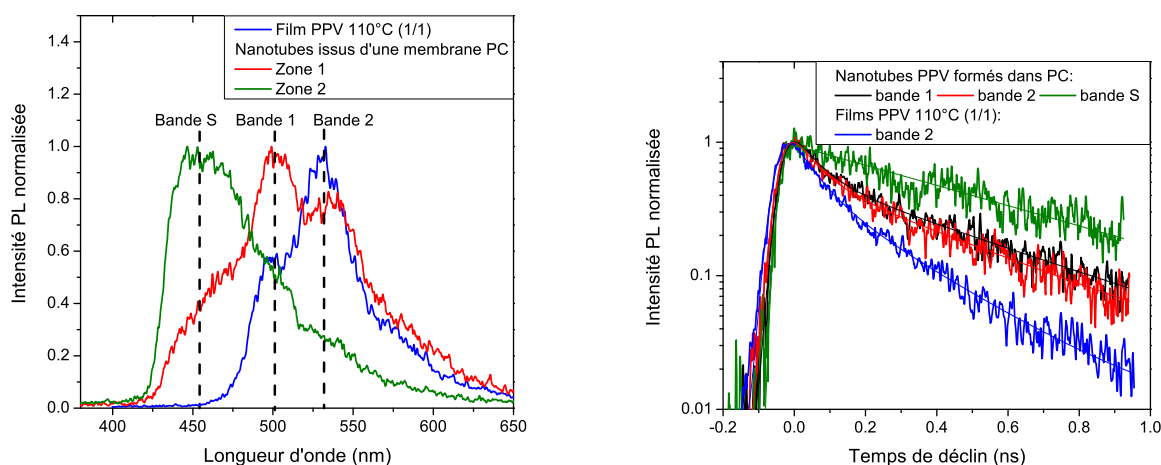 Intensité PL normalisée
1.4
1.2
1.0
0.8
0.6
0.4
0.2
0.0
Film PPV 110°C (1/1)
Nanotubes issus d'une membrane PC
Zone 1
Zone 2
Bande S Bande 1 Bande 2
400 450 500 550 600 650
Longueur d'onde (nm)
Intensité PL normalisée
1
0.1
0.01
Nanotubes PPV formés dans PC:
bande 1 bande 2 bande S
Films PPV 110°C (1/1):
bande 2
-0.2 0.0 0.2 0.4 0.6 0.8 1.0
Temps de déclin (ns)